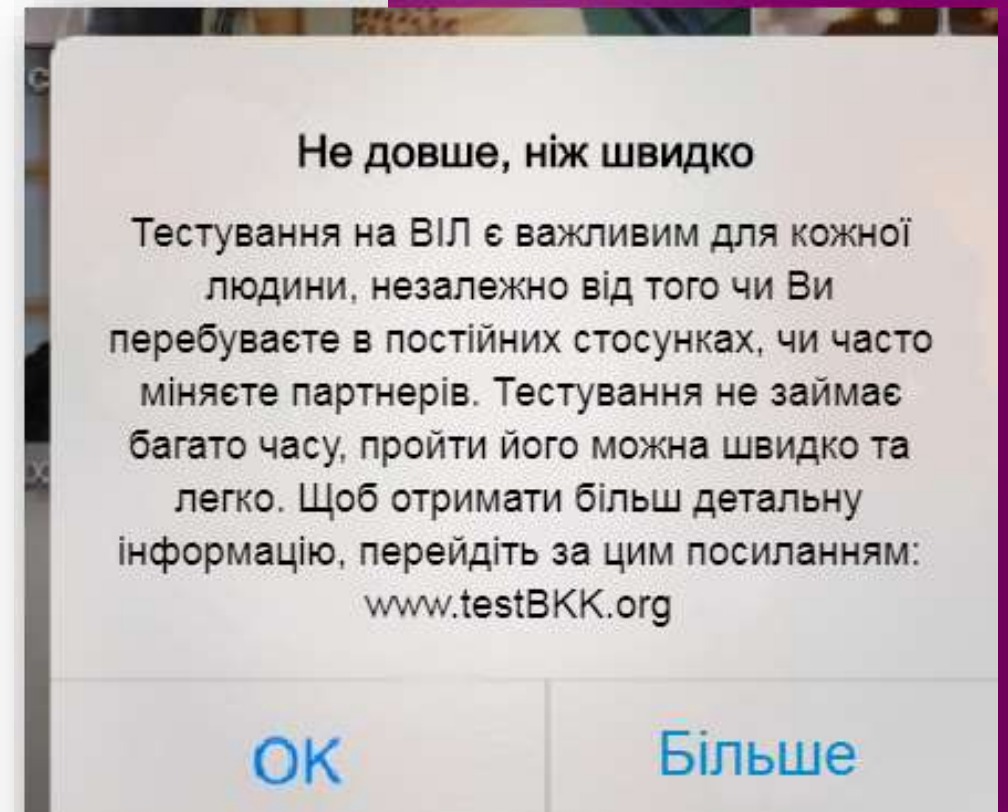 Не довше, ніж швидко
Тестування на ВІЛ є важливим для кожної
людини, незалежно від того чи Ви
перебуваєте в постійних стосунках, чи часто
міняєте партнерів. Тестування не займає
багато часу, пройти його можна швидко та
легко. Щоб отримати більш детальну
інформацію, перейдіть за цим посиланням:
www.testBKK.org
OK
Більше